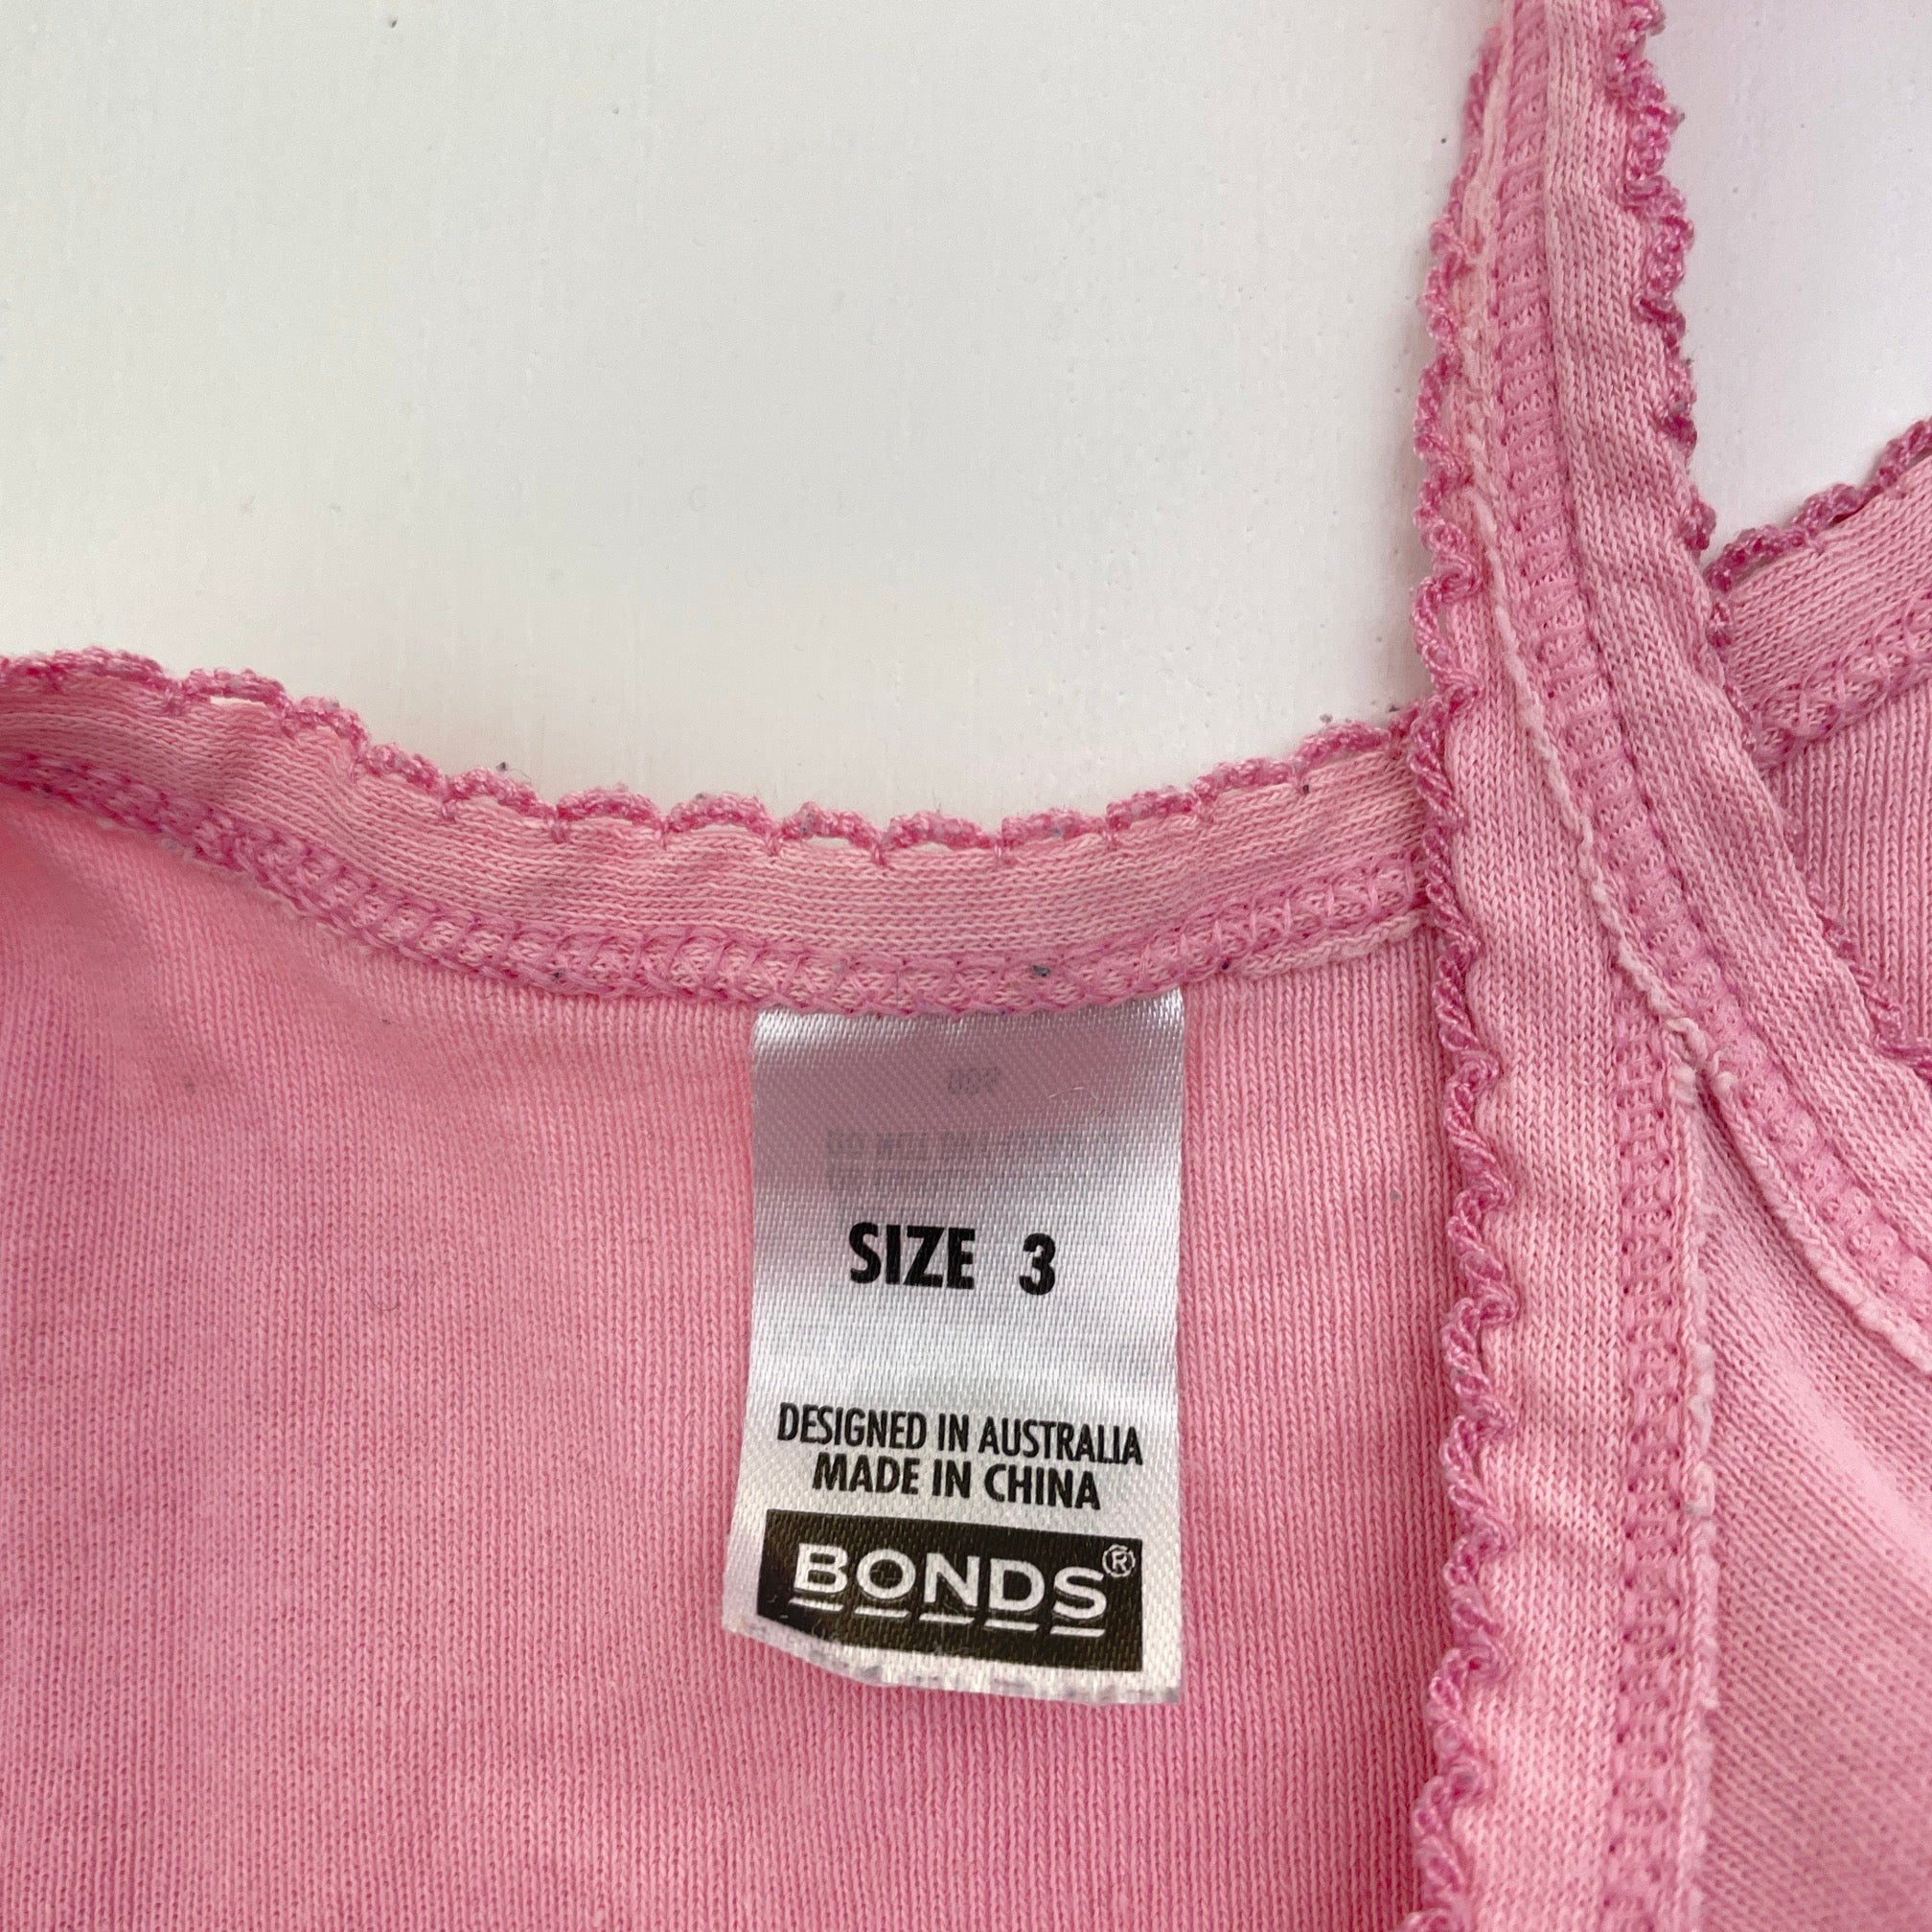 SIZE 3
DESIGNED IN AUSTRALIA
MADE IN CHINA
BONDS®